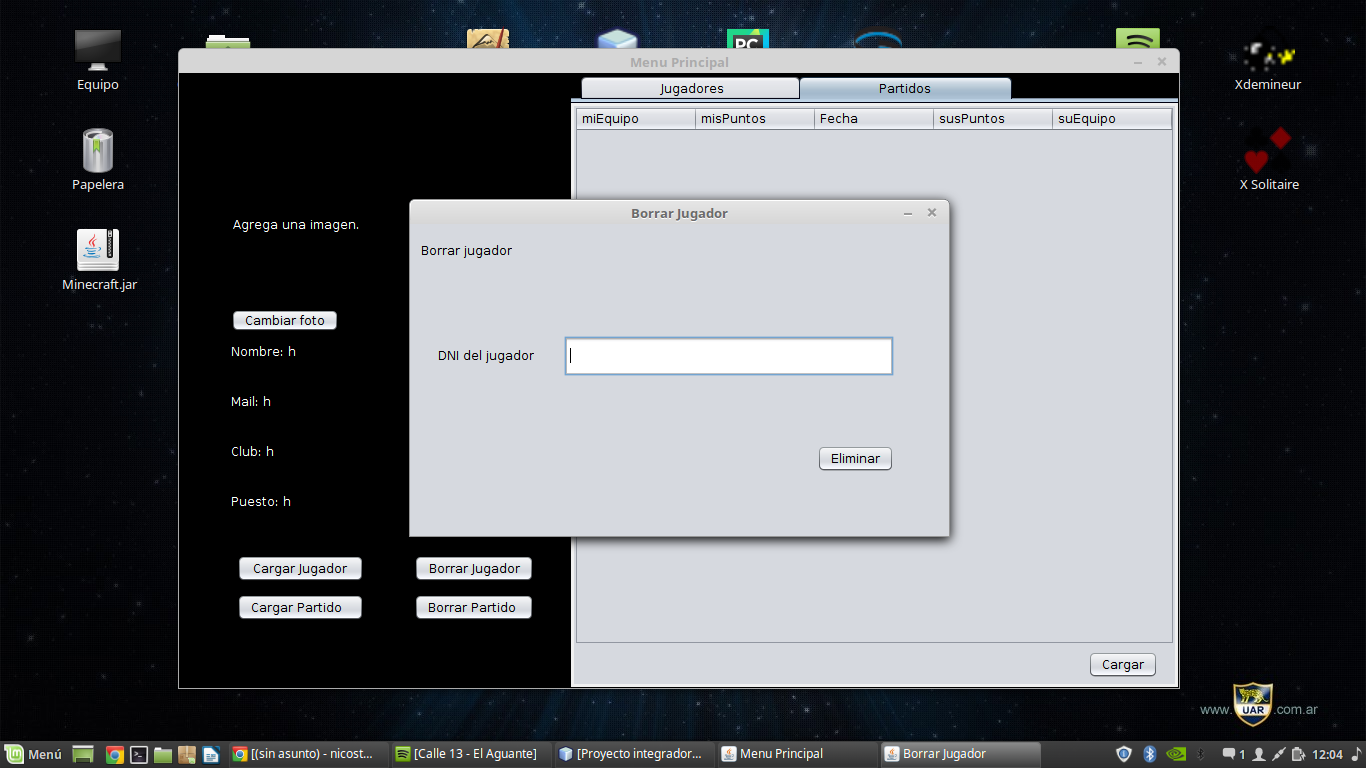 Equipo
Papelera
Minecraft.jar
PC
Xdemineur
X Solitaire
Menu Principal
Jugadores
Partidos
miEquipo
misPuntos
Fecha
susPuntos
suEquipo
Agrega una imagen.
Cambiar foto
Nombre: h
Mail: h
Club: h
Puesto: h
Cargar Jugador
Borrar Jugador
Cargar Partido
Borrar Partido
Cargar
Borrar Jugador
Borrar jugador
DNI del jugador
Eliminar
www.UAR.com.ar
Menú
[(sin asunto) - nicost...
[Calle 13 - El Aguante]
[Proyecto integrador...
Menu Principal
Borrar Jugador
1
12:04